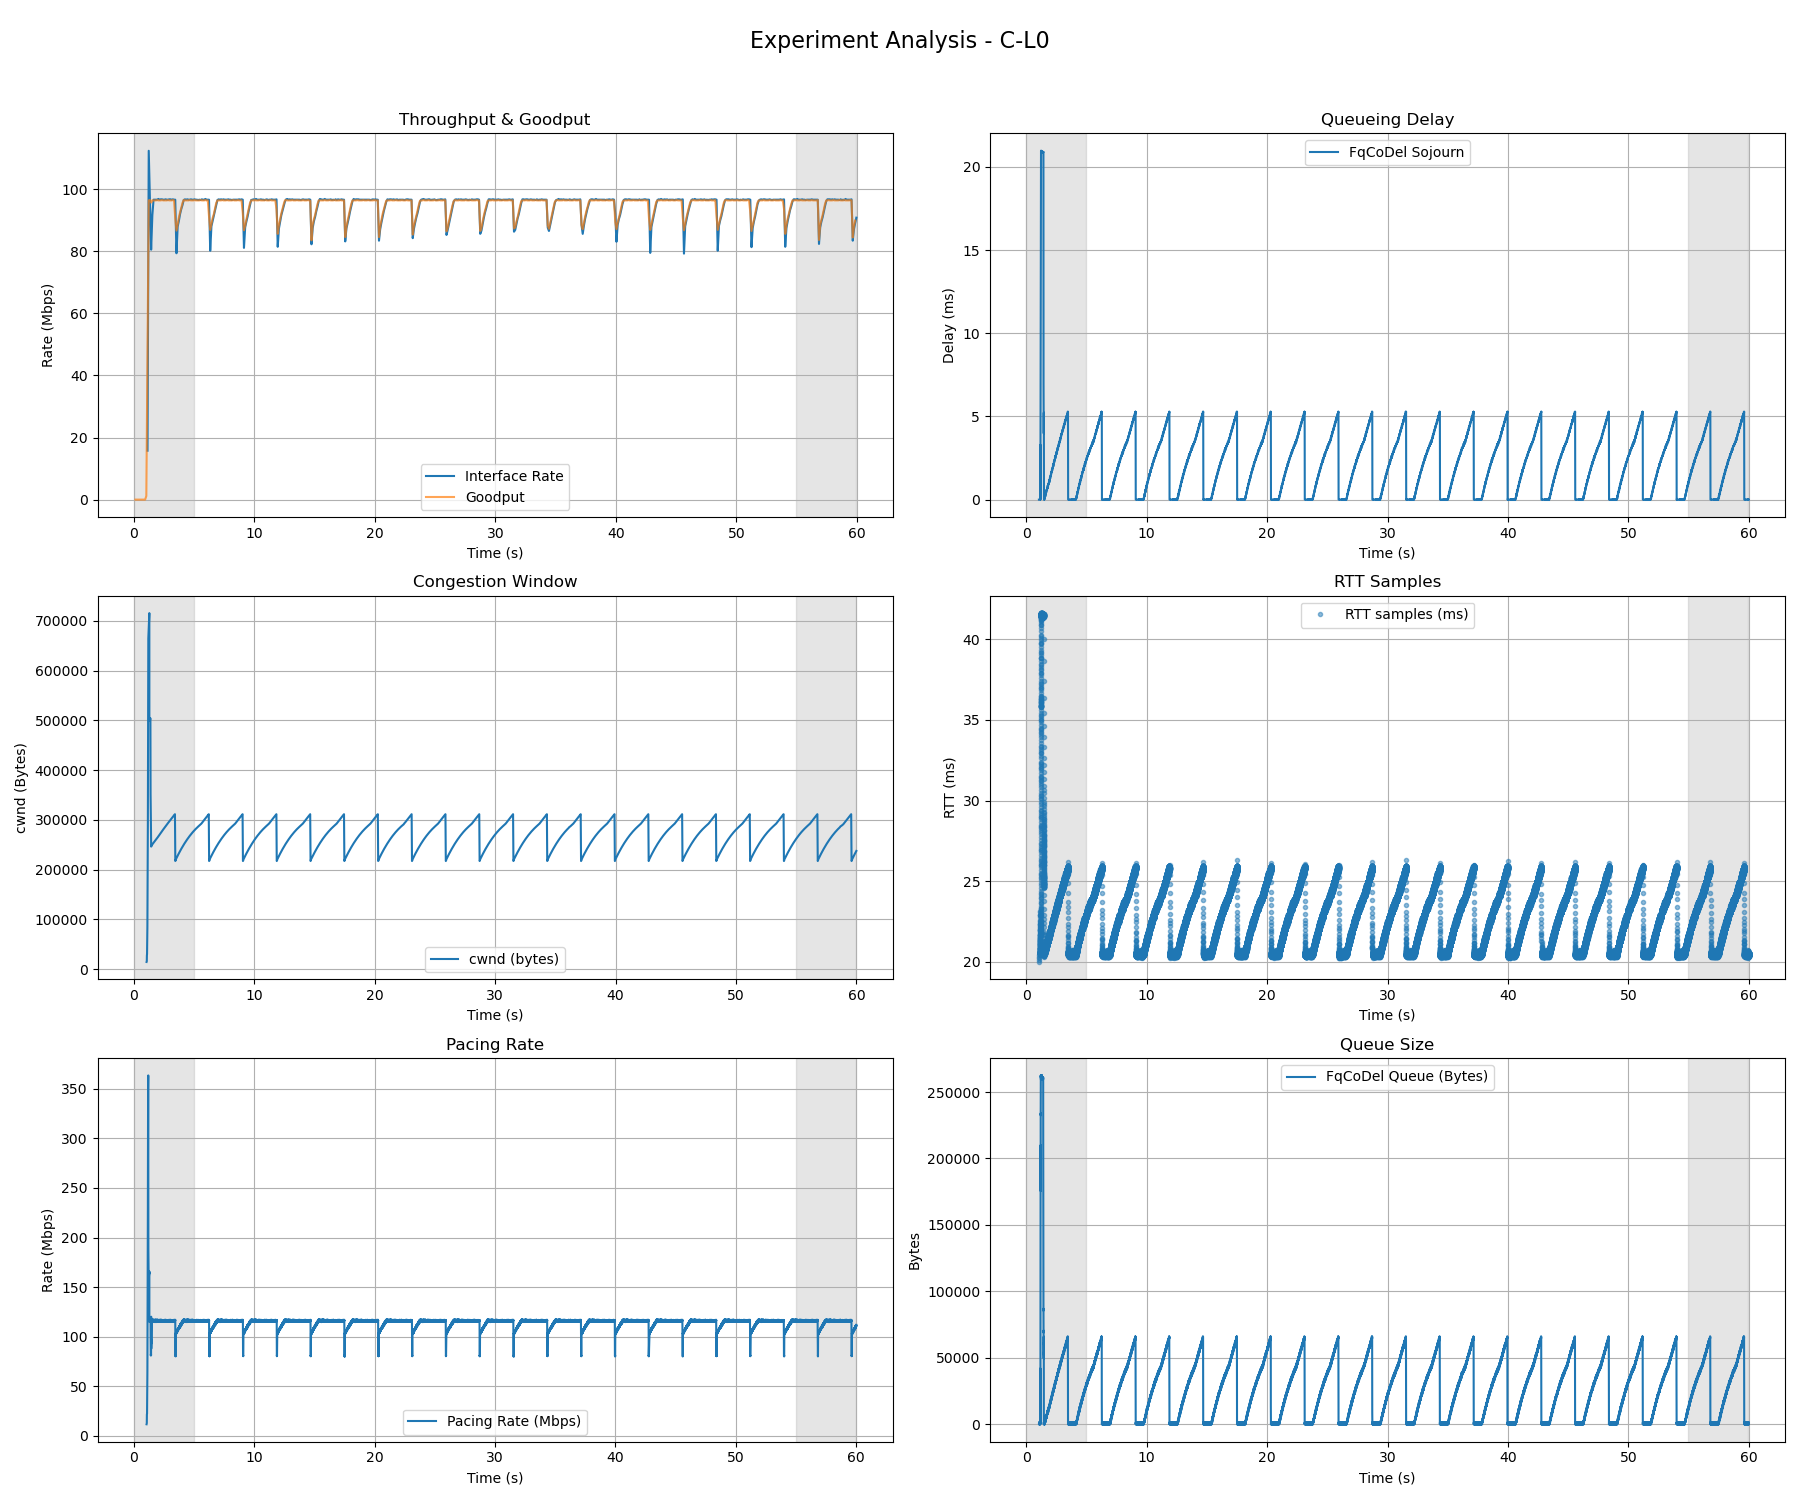 Experiment Analysis - C-L0
Throughput & Goodput
Rate (Mbps)
100
80
60
40
20
0
Interface Rate
Goodput
0 10 20 30 40 50 60
Time (s)
Queueing Delay
Delay (ms)
20
15
10
5
0
FqCoDel Sojourn
0 10 20 30 40 50 60
Time (s)
Congestion Window
cwnd (Bytes)
700000
600000
500000
400000
300000
200000
100000
0
cwnd (bytes)
0 10 20 30 40 50 60
Time (s)
RTT Samples
RTT (ms)
40
35
30
25
20
RTT samples (ms)
0 10 20 30 40 50 60
Time (s)
Pacing Rate
Rate (Mbps)
350
300
250
200
150
100
50
0
Pacing Rate (Mbps)
0 10 20 30 40 50 60
Time (s)
Queue Size
Bytes
250000
200000
150000
100000
50000
0
FqCoDel Queue (Bytes)
0 10 20 30 40 50 60
Time (s)